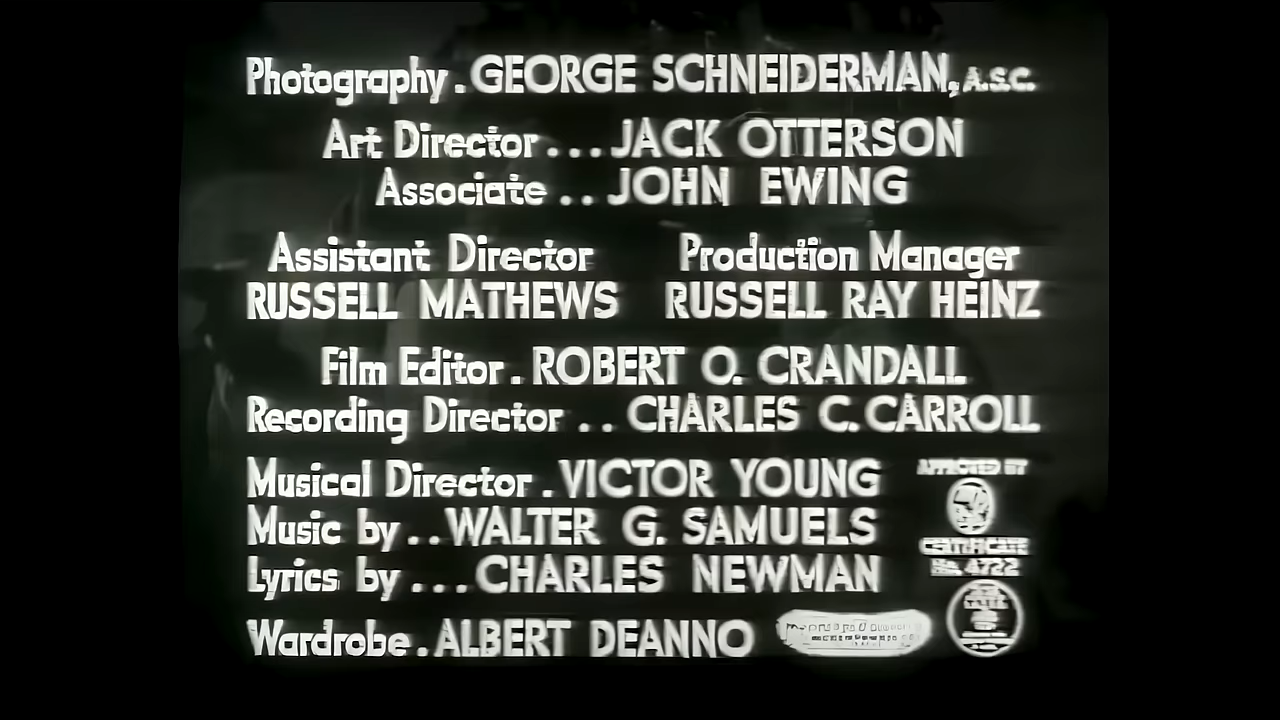 Photography . GEORGE SCHNEIDERMAN, A.S.C.
Art Director . . . JACK OTTERSON
Associate . . JOHN EWING
Assistant Director Production Manager
RUSSELL MATHEWS RUSSELL RAY HEINZ
Film Editor . ROBERT O. CRANDALL
Recording Director . . CHARLES C. CARROLL
Musical Director . VICTOR YOUNG
Music by . . WALTER G. SAMUELS
Lyrics by . . . CHARLES NEWMAN
Wardrobe . ALBERT DEANNO
CERTIFICATE
No. 4722